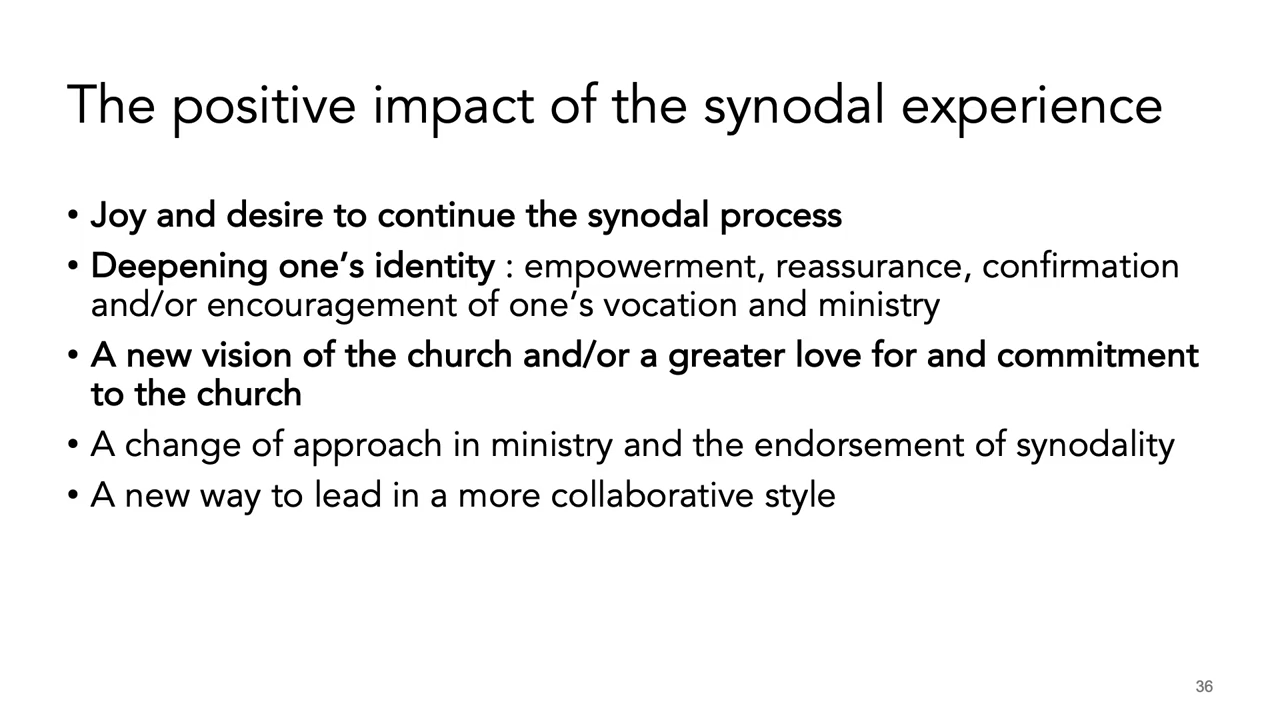 The positive impact of the synodal experience
• Joy and desire to continue the synodal process
• Deepening one’s identity : empowerment, reassurance, confirmation
and/or encouragement of one’s vocation and ministry
• A new vision of the church and/or a greater love for and commitment
to the church
• A change of approach in ministry and the endorsement of synodality
• A new way to lead in a more collaborative style
36